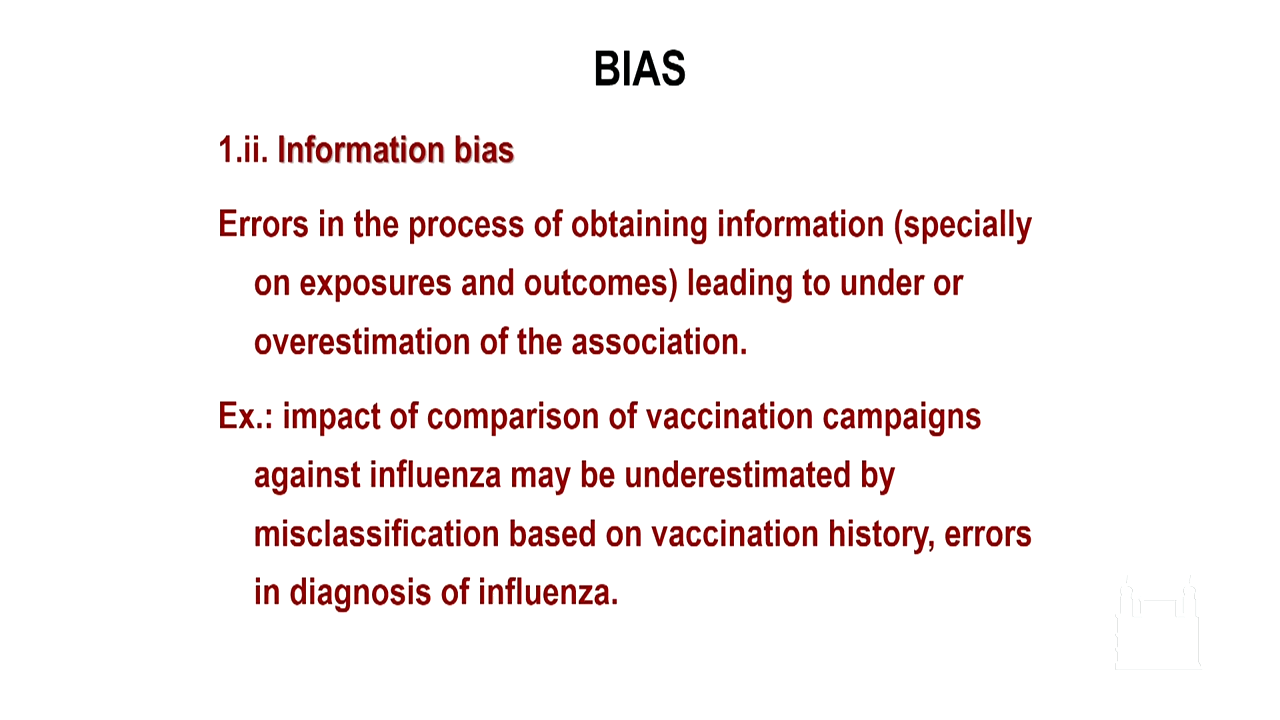 BIAS
1.ii. Information bias
Errors in the process of obtaining information (specially
on exposures and outcomes) leading to under or
overestimation of the association.
Ex.: impact of comparison of vaccination campaigns
against influenza may be underestimated by
misclassification based on vaccination history, errors
in diagnosis of influenza.